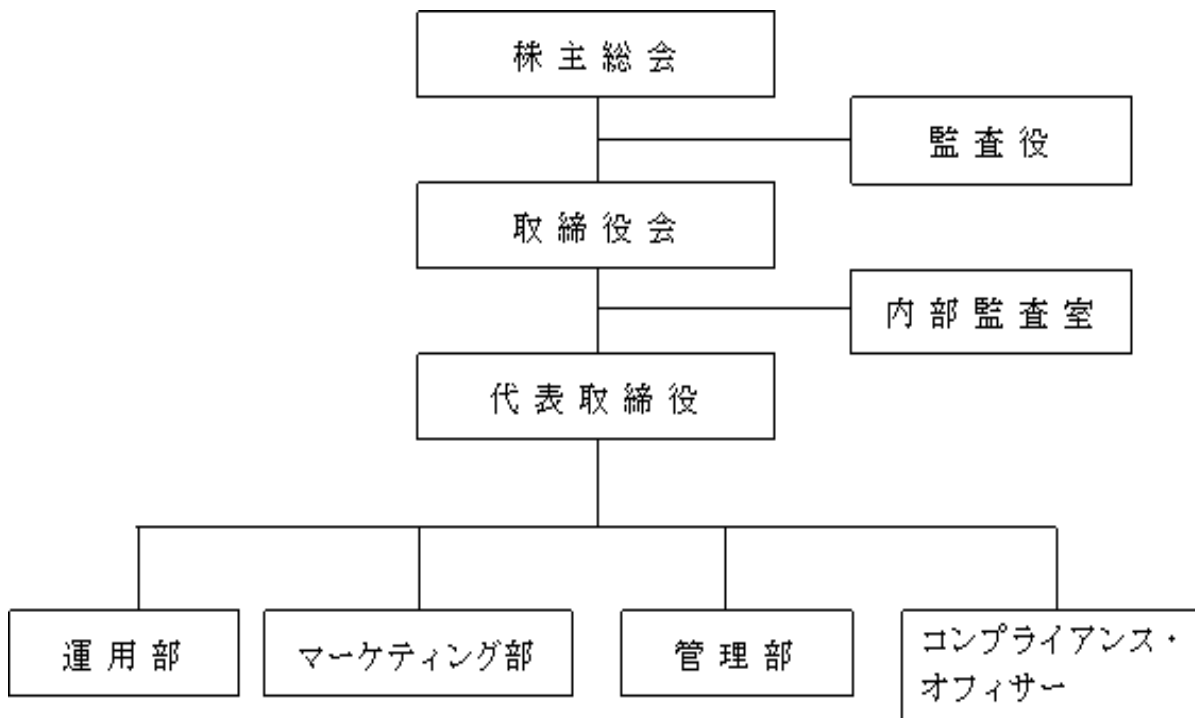 株主総会
監査役
取締役会
内部監査室
代表取締役
運用部
マーケティング部
管理部
コンプライアンス・
オフィサー